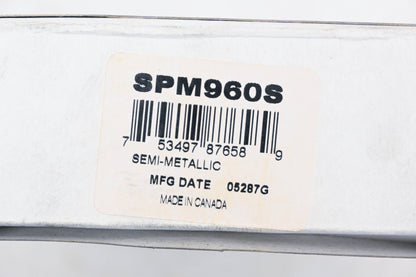 SPM960S
7 53497 87658 9
SEMI-METALLIC
MFG DATE 05287G
MADE IN CANADA